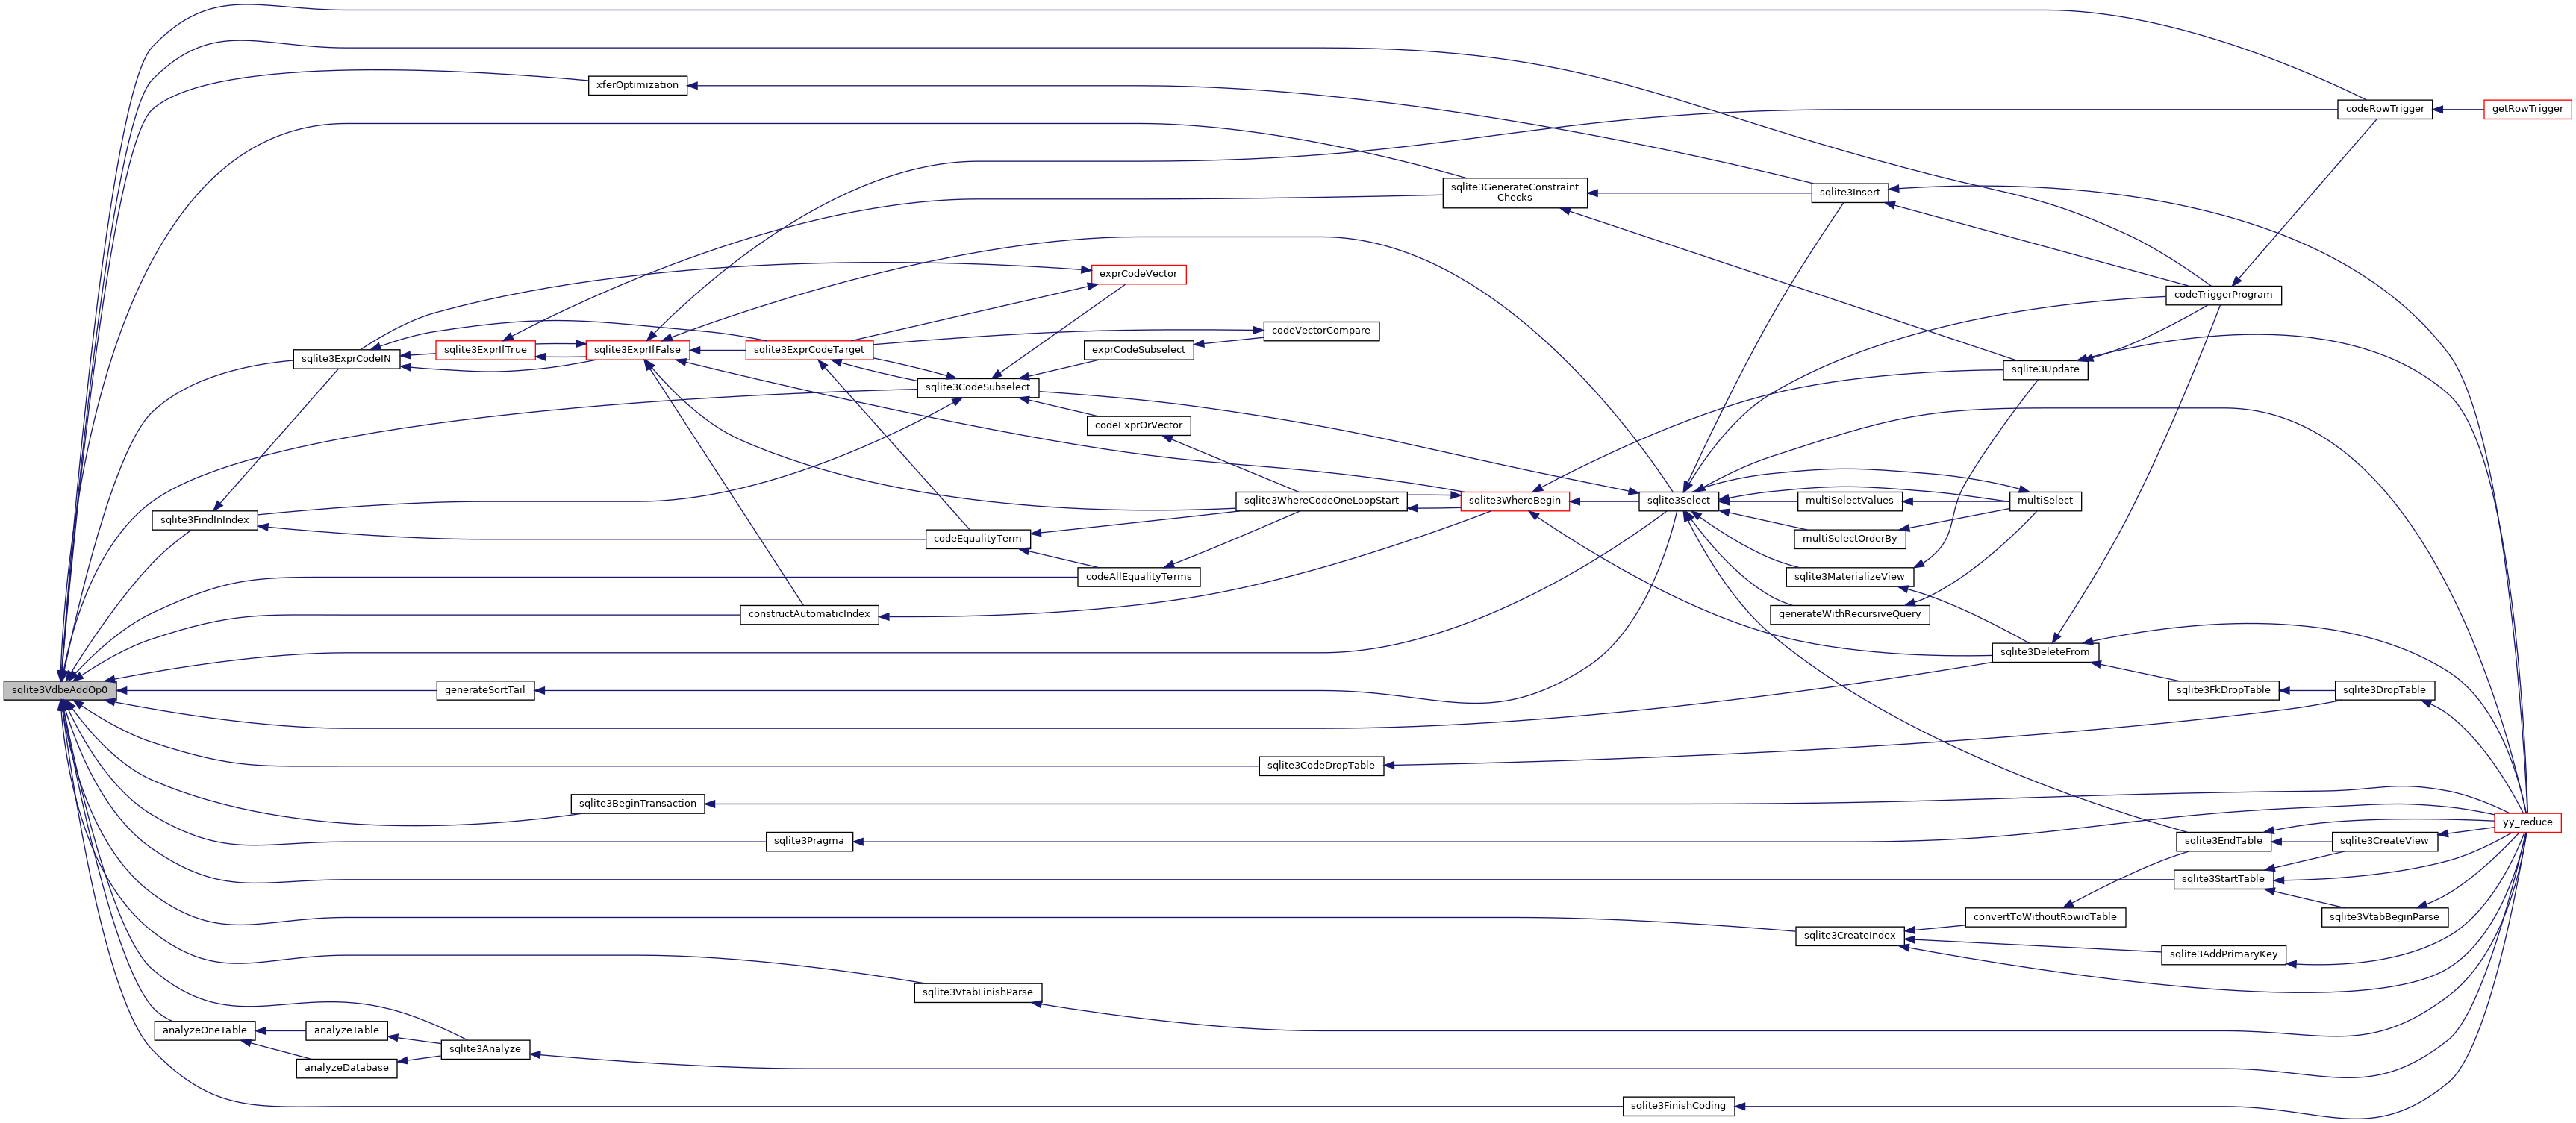 xferOptimization
codeRowTrigger
getRowTrigger
sqlite3GenerateConstraint
Checks
sqlite3Insert
exprCodeVector
codeTriggerProgram
codeVectorCompare
sqlite3ExprCodeIN
sqlite3ExprIfTrue
sqlite3ExprIfFalse
sqlite3ExprCodeTarget
exprCodeSubselect
sqlite3Update
sqlite3CodeSubselect
codeExprOrVector
sqlite3WhereCodeOneLoopStart
sqlite3WhereBegin
sqlite3Select
multiSelectValues
multiSelect
sqlite3FindInIndex
codeEqualityTerm
multiSelectOrderBy
codeAllEqualityTerms
sqlite3MaterializeView
constructAutomaticIndex
generateWithRecursiveQuery
sqlite3DeleteFrom
sqlite3VdbeAddOp0
generateSortTail
sqlite3FkDropTable
sqlite3DropTable
sqlite3CodeDropTable
sqlite3BeginTransaction
yy_reduce
sqlite3Pragma
sqlite3EndTable
sqlite3CreateView
sqlite3StartTable
convertToWithoutRowidTable
sqlite3VtabBeginParse
sqlite3CreateIndex
sqlite3AddPrimaryKey
sqlite3VtabFinishParse
analyzeOneTable
analyzeTable
sqlite3Analyze
analyzeDatabase
sqlite3FinishCoding